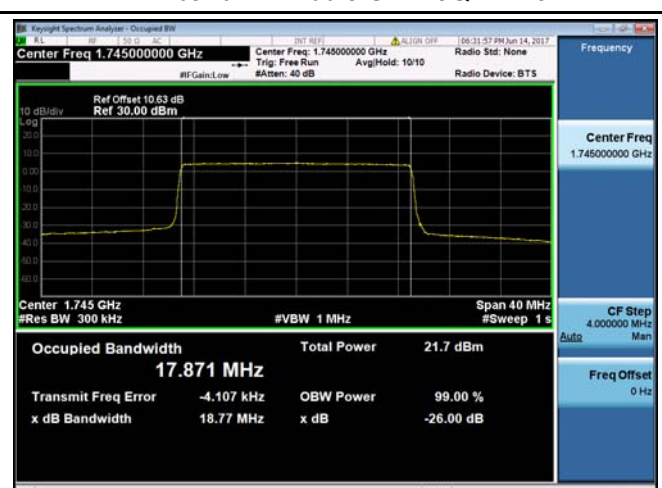 Keysight Spectrum Analyzer - Occupied BW
RL RF 50 Ω AC INT REF ALIGN OFF 06:31:57 PM Jun 14, 2017
Center Freq 1.745000000 GHz
Center Freq: 1.745000000 GHz
Radio Std: None
Trig: Free Run Avg|Hold: 10/10
#IFGain:Low #Atten: 40 dB Radio Device: BTS
Ref Offset 10.63 dB
10 dB/div Ref 30.00 dBm
Log
20.0
10.0
0.00
10.0
20.0
30.0
40.0
50.0
60.0
Center 1.745 GHz Span 40 MHz
#Res BW 300 kHz #VBW 1 MHz #Sweep 1 s
Occupied Bandwidth Total Power 21.7 dBm
17.871 MHz
Transmit Freq Error -4.107 kHz OBW Power 99.00 %
x dB Bandwidth 18.77 MHz x dB -26.00 dB
Frequency
Center Freq
1.745000000 GHz
CF Step
4.000000 MHz
Auto Man
Freq Offset
0 Hz